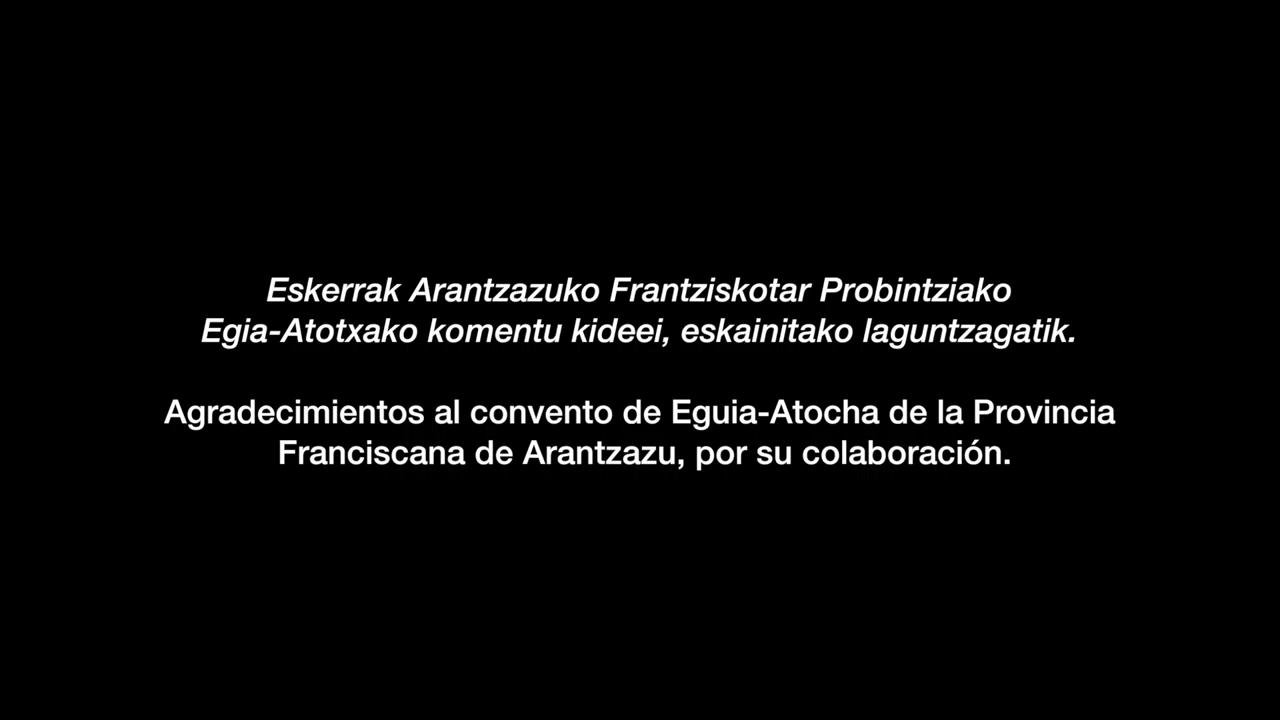 Eskerrak Arantzazuko Frantziskotar Probintziako
Egia-Atotxako komentu kideei, eskainitako laguntzagatik.
Agradecimientos al convento de Eguia-Atocha de la Provincia
Franciscana de Arantzazu, por su colaboración.